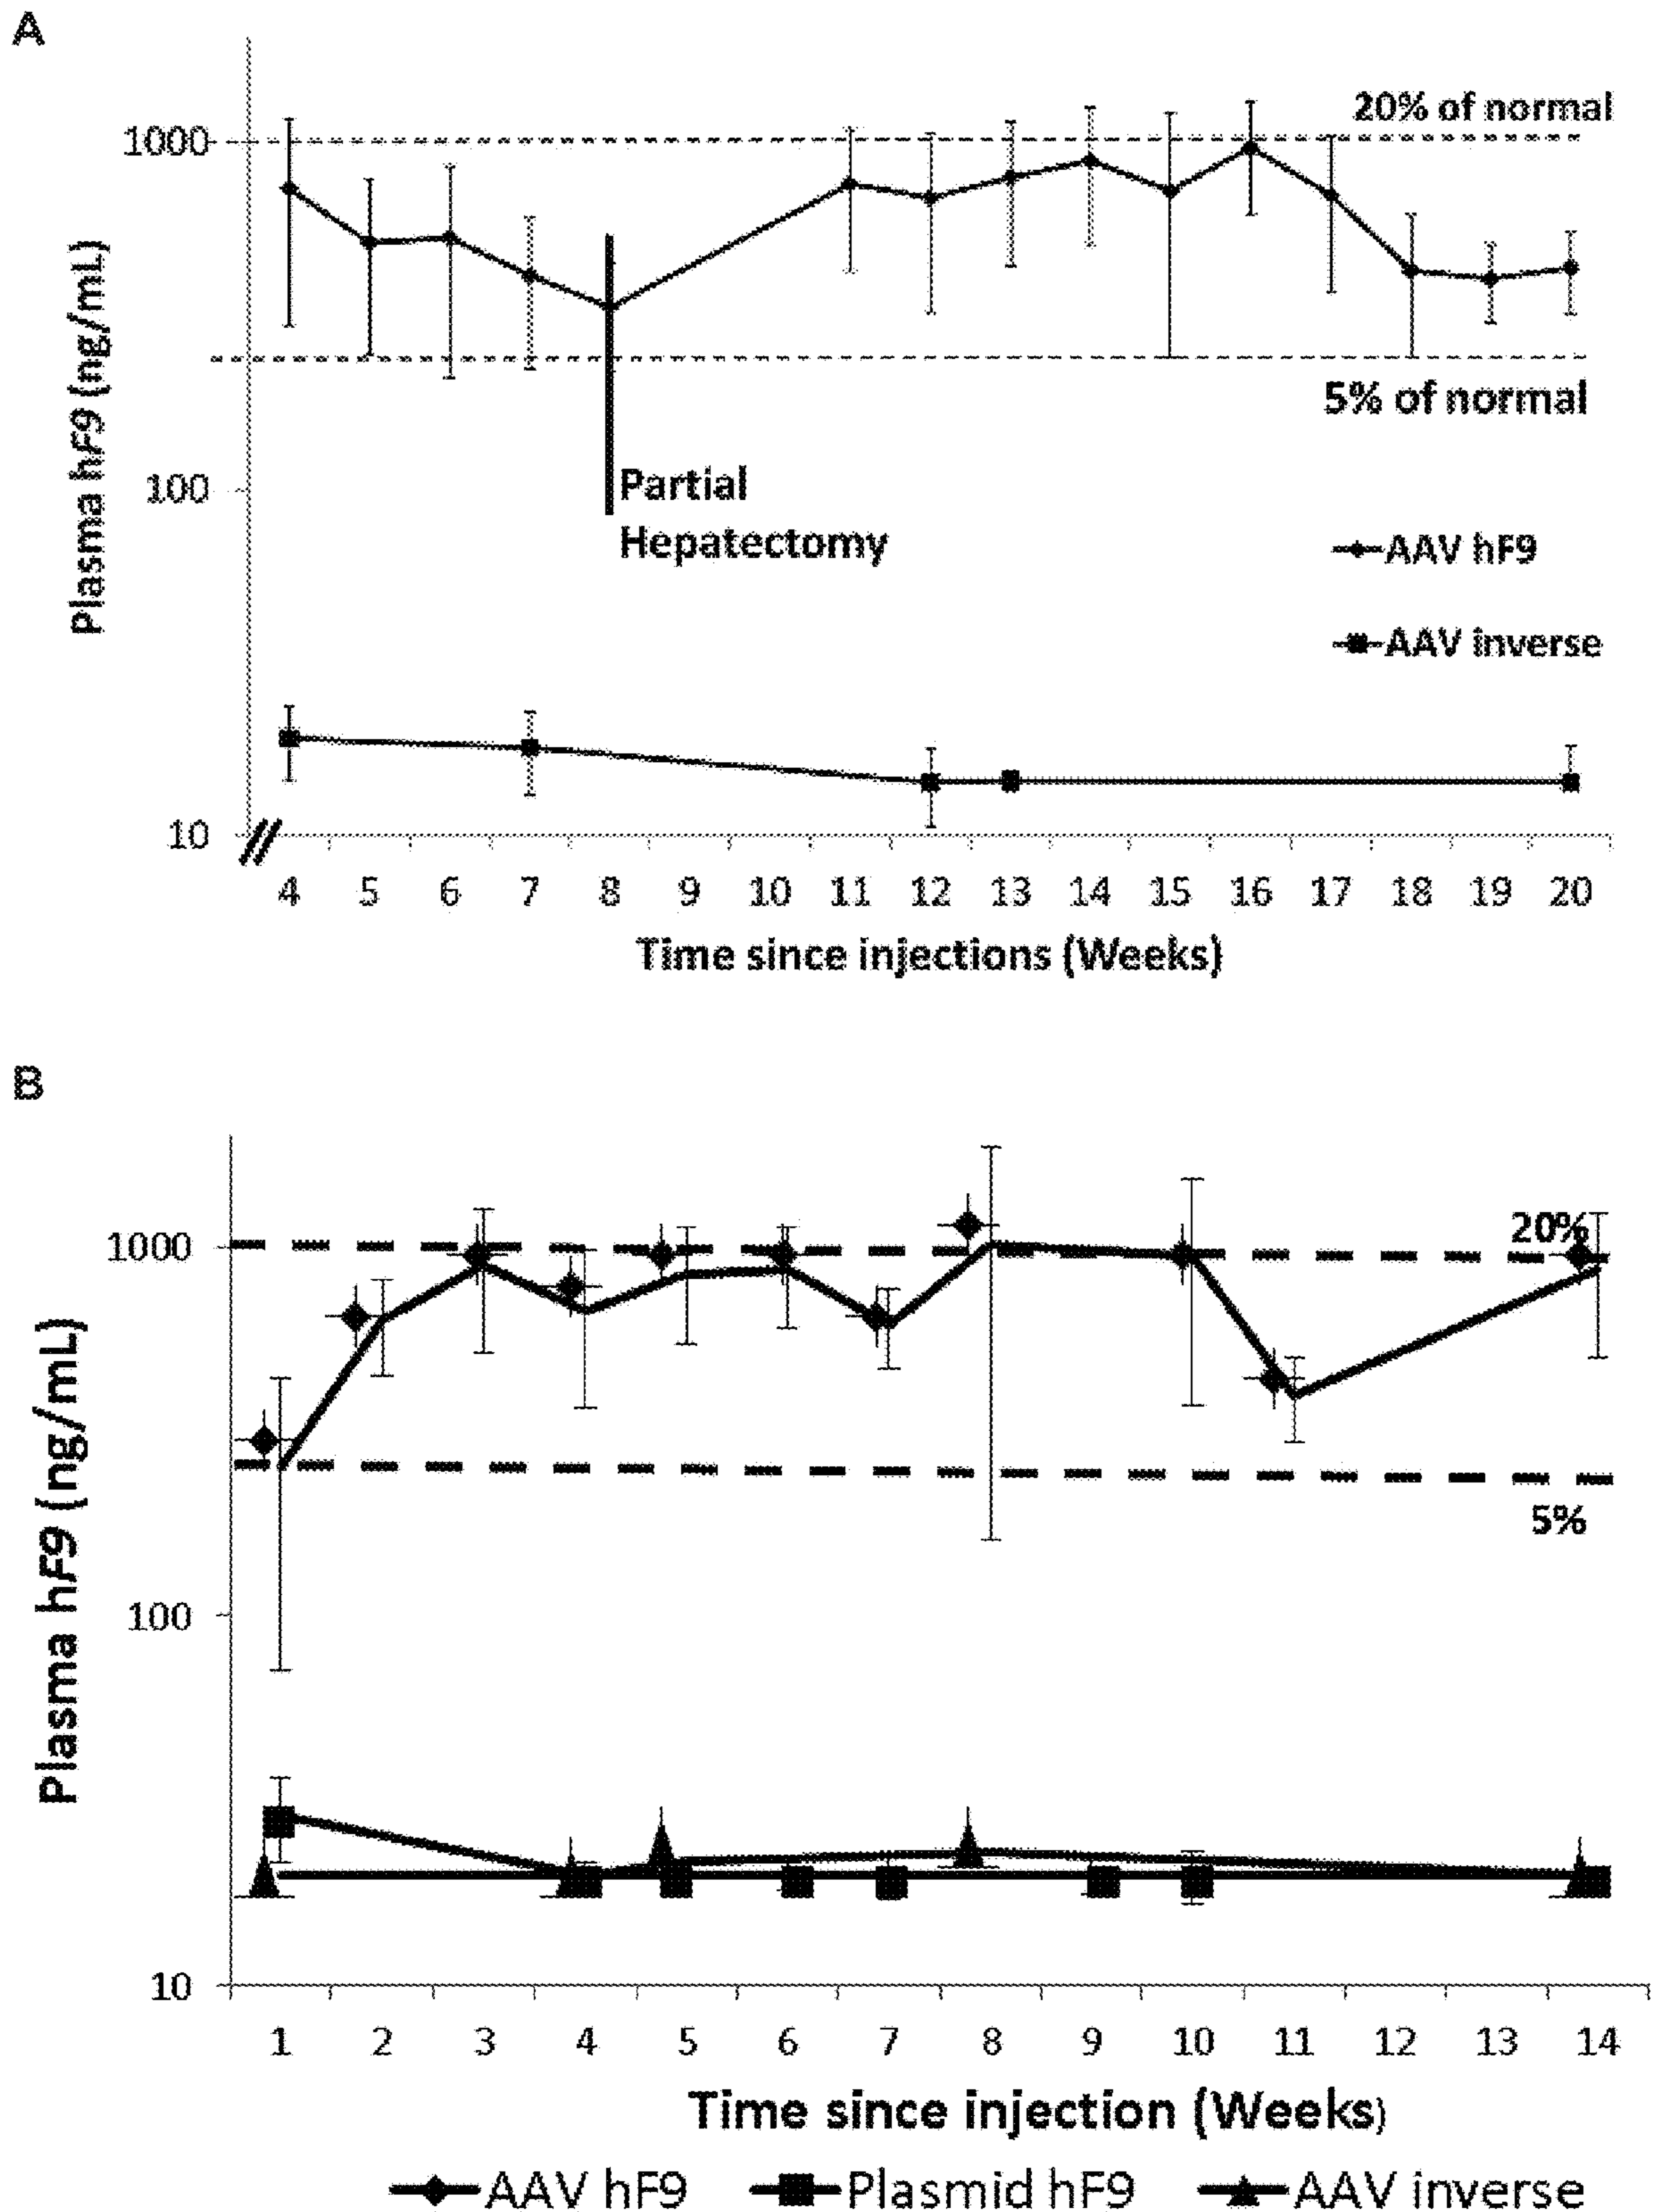 A
20% of normal
1000
Plasma hF9 (ng/mL)
5% of normal
100
Partial
Hepatectomy
AAV hF9
AAV inverse
10
4 5 6 7 8 9 10 11 12 13 14 15 16 17 18 19 20
Time since injections (Weeks)
B
20%
1000
Plasma hF9 (ng/mL)
5%
100
10
1 2 3 4 5 6 7 8 9 10 11 12 13 14
Time since injection (Weeks)
AAV hF9 Plasmid hF9 AAV inverse